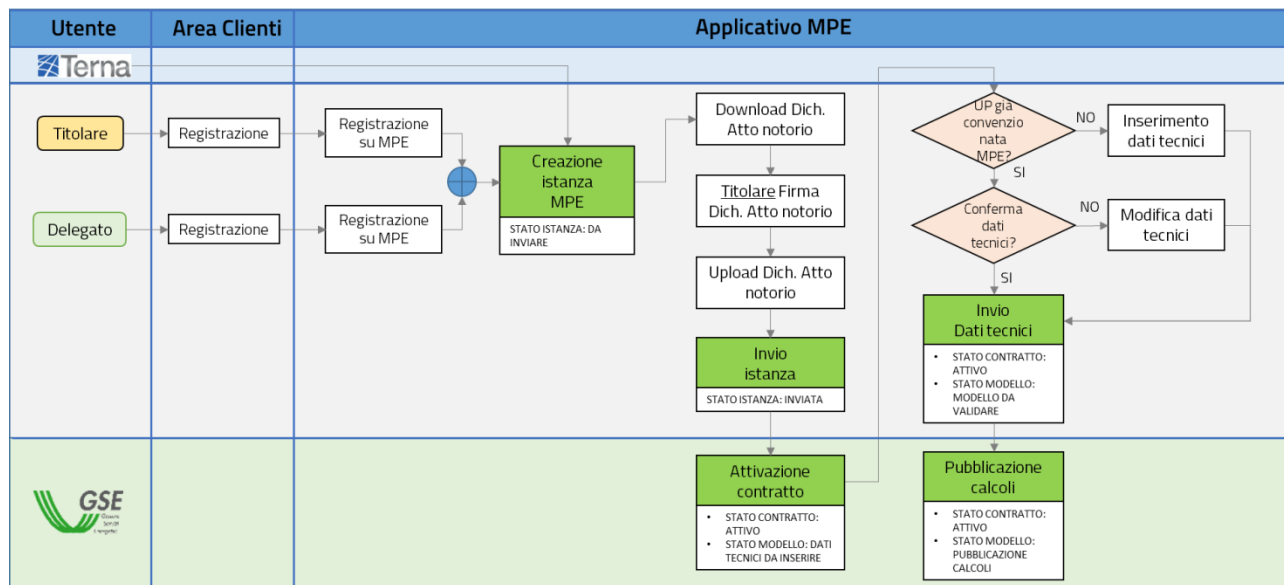 Utente
Area Clienti
Applicativo MPE
Terna
Titolare
Registrazione
Registrazione
su MPE
Delegato
Registrazione
Registrazione
su MPE
Creazione
istanza
MPE
STATO ISTANZA: DA
INVIARE
Download Dich.
Atto notorio
Titolare Firma
Dich. Atto notorio
Upload Dich. Atto
notorio
Invio
istanza
STATO ISTANZA: INVIATA
UP già
convenzio
nata
MPE?
NO
Inserimento
dati tecnici
SI
Conferma
dati
tecnici?
NO
Modifica dati
tecnici
SI
Invio
Dati tecnici
• STATO CONTRATTO:
ATTIVO
• STATO MODELLO:
MODELLO DA
VALIDARE
GSE
Gestore
Servizi
Energetici
Attivazione
contratto
• STATO CONTRATTO:
ATTIVO
• STATO MODELLO: DATI
TECNICI DA INSERIRE
Pubblicazione
calcoli
• STATO CONTRATTO:
ATTIVO
• STATO MODELLO:
PUBBLICAZIONE
CALCOLI